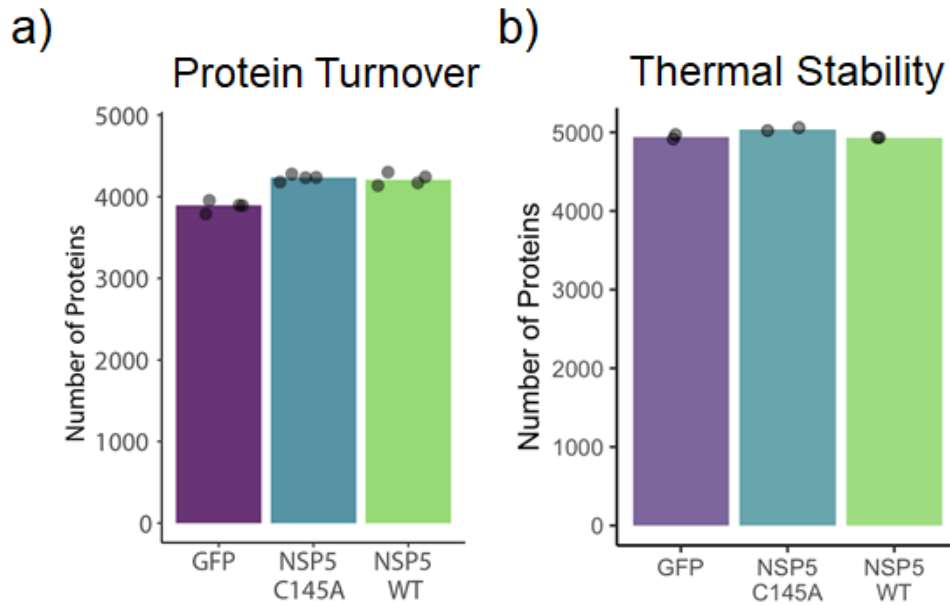 a)
Protein Turnover
Number of Proteins
5000
4000
3000
2000
1000
0
GFP
NSP5
C145A
NSP5
WT
b)
Thermal Stability
Number of Proteins
5000
4000
3000
2000
1000
0
GFP
NSP5
C145A
NSP5
WT